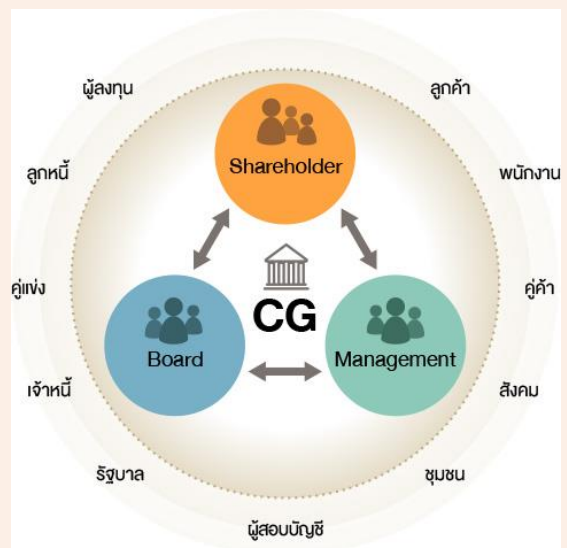 ผู้ลงทุน
ลูกค้า
Shareholder
ลูกหนี้
พนักงาน
คู่แข่ง
CG
คู่ค้า
Board
Management
เจ้าหนี้
สังคม
รัฐบาล
ชุมชน
ผู้สอบบัญชี